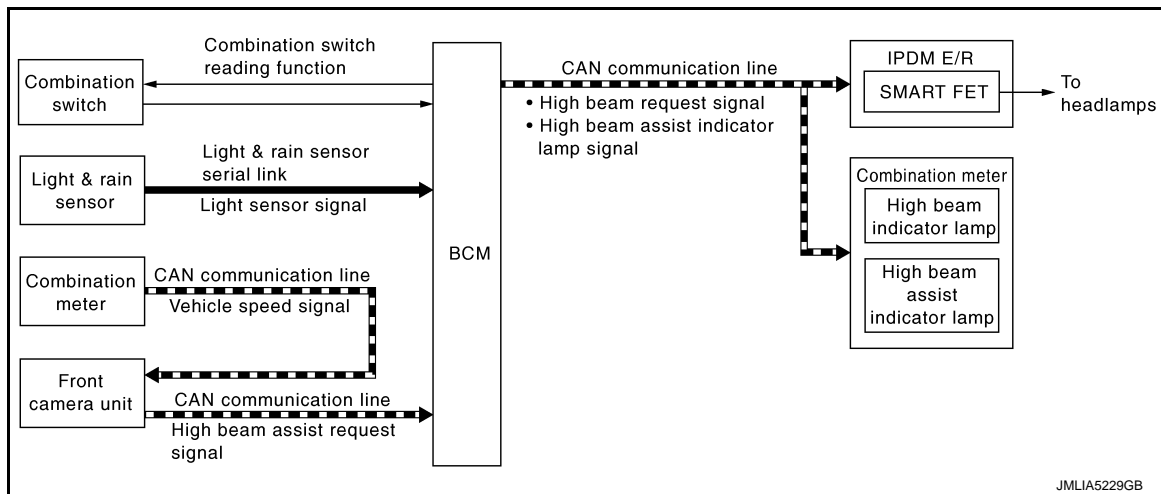 Combination switch
reading function
Combination
switch
Light & rain
sensor
Light & rain sensor
serial link
Light sensor signal
Combination
meter
CAN communication line
Vehicle speed signal
Front
camera unit
CAN communication line
High beam assist request
signal
BCM
CAN communication line
• High beam request signal
• High beam assist indicator
lamp signal
IPDM E/R
SMART FET
To
headlamps
Combination meter
High beam
indicator lamp
High beam
assist
indicator lamp
JMLIA5229GB